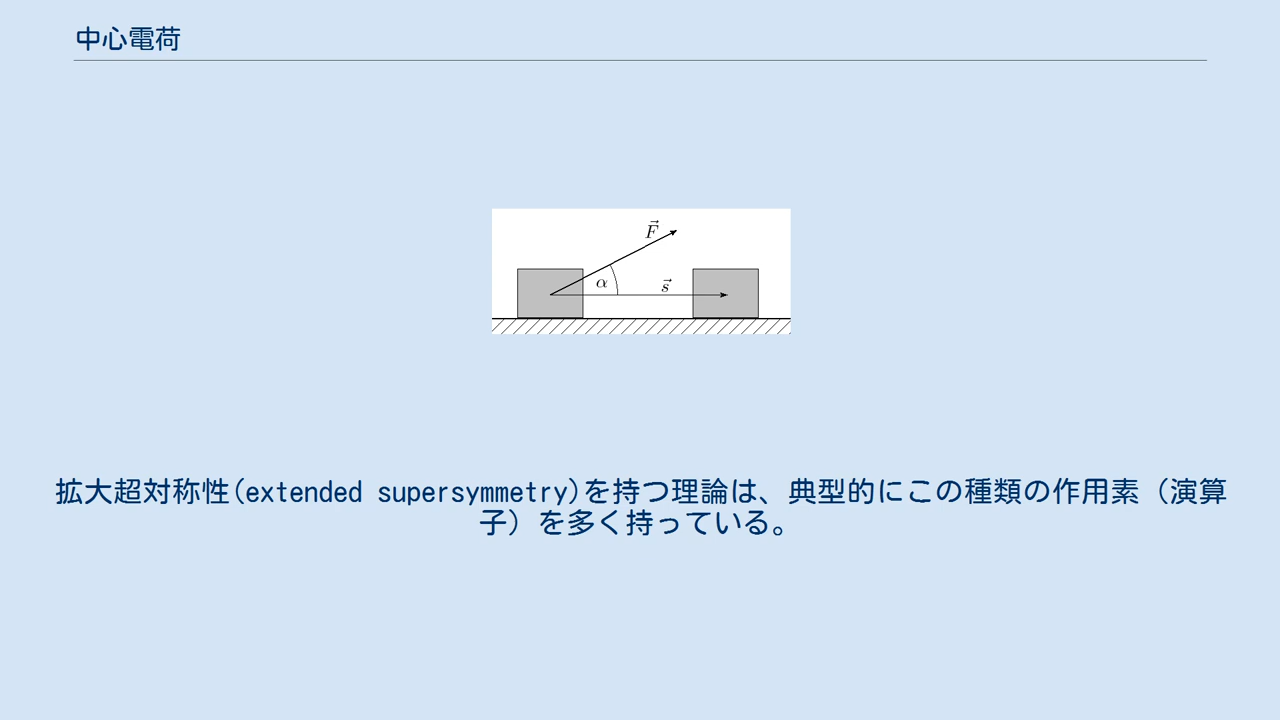 中心電荷
F⃗
α
s⃗
拡大超対称性(extended supersymmetry)を持つ理論は、典型的にこの種類の作用素（演算
子）を多く持っている。